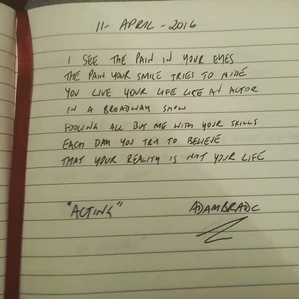 11- APRIL - 2016
I SEE THE PAIN IN YOUR EYES
THE PAIN YOUR SMILE TRIES TO HIDE
YOU LIVE YOUR LIFE LIKE AN ACTOR
IN A BROADWAY SHOW
FOOLING ALL BUT ME WITH YOUR SKILLS
EACH DAY YOU TRY TO BELIEVE
THAT YOUR REALITY IS NOT YOUR LIFE
"ACTING" ADAMBRADC